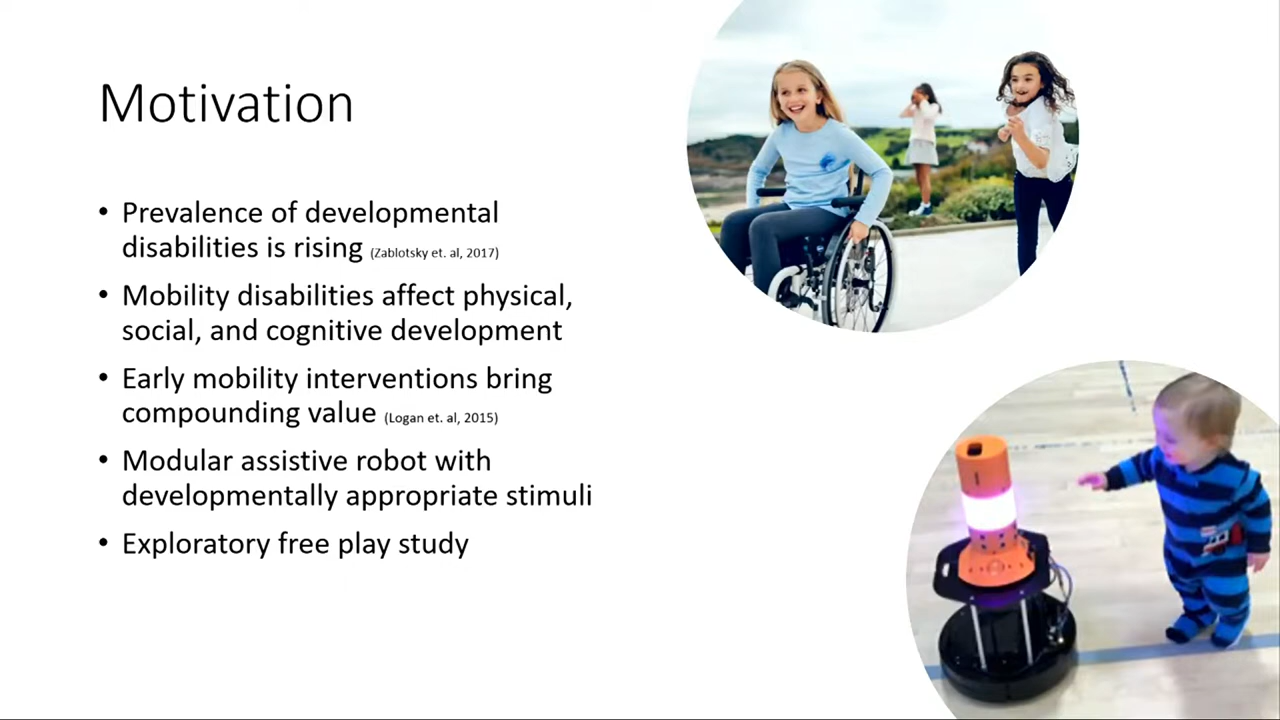 Motivation
• Prevalence of developmental
disabilities is rising (Zablotsky et. al, 2017)
• Mobility disabilities affect physical,
social, and cognitive development
• Early mobility interventions bring
compounding value (Logan et. al, 2015)
• Modular assistive robot with
developmentally appropriate stimuli
• Exploratory free play study